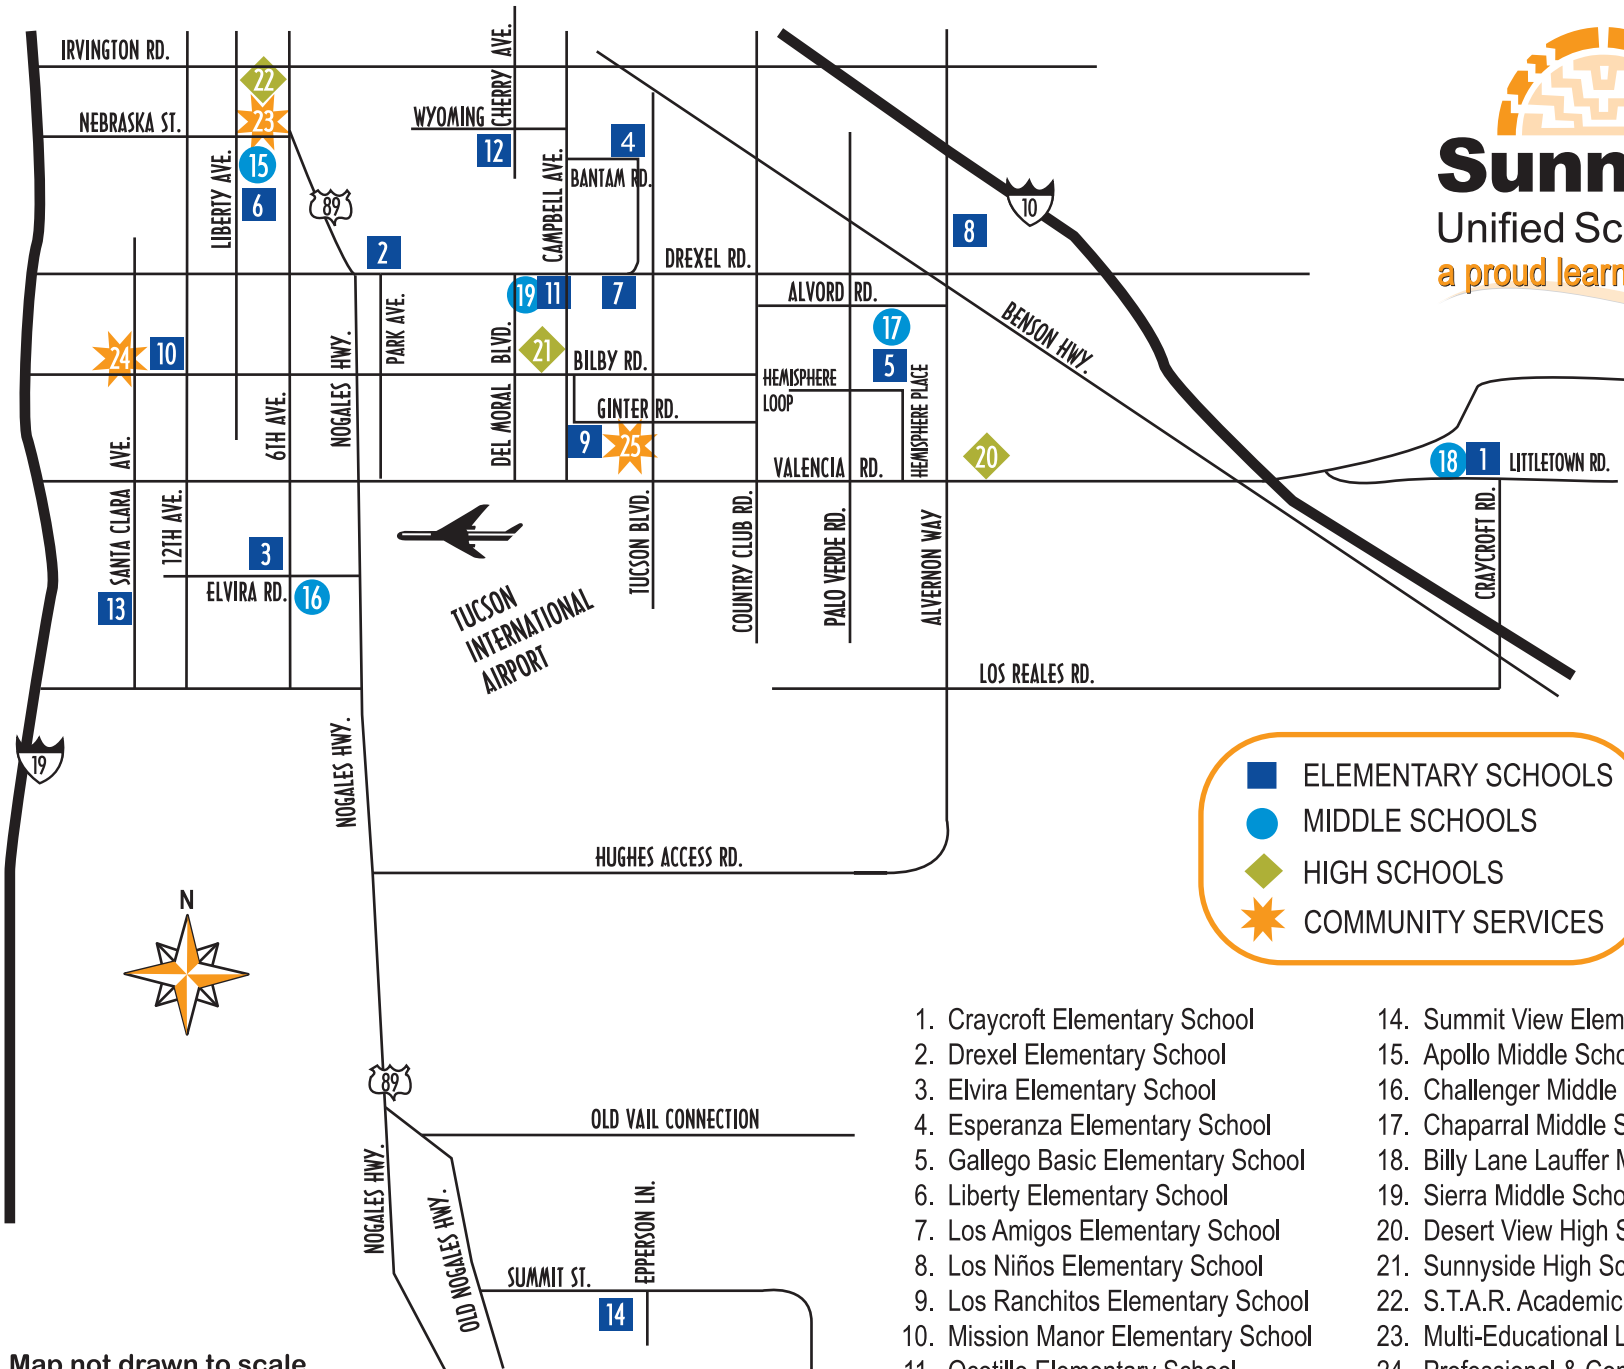 IRVINGTON RD.
NEBRASKA ST.
LIBERTY AVE.
22
23
15
6
89
2
WYOMING
CHERRY AVE.
12
CAMPBELL AVE.
4
BANTAM RD.
DREXEL RD.
10
8
Sunn
Unified Sc
a proud learn
24
10
6TH AVE.
NOGALES HWY.
PARK AVE.
DEL MORAL BLVD.
19
11
7
21
BILBY RD.
GINTER RD.
9
25
ALVORD RD.
17
5
HEMISPHERE
LOOP
HEMISPHERE PLACE
VALENCIA RD.
20
BENSON HWY.
18
1
LITTLETOWN RD.
CRAYCROFT RD.
SANTA CLARA AVE.
12TH AVE.
3
ELVIRA RD.
16
13
TUCSON
INTERNATIONAL
AIRPORT
TUCSON BLVD.
COUNTRY CLUB RD.
PALO VERDE RD.
ALVERNON WAY
LOS REALES RD.
19
NOGALES HWY.
HUGHES ACCESS RD.
ELEMENTARY SCHOOLS
MIDDLE SCHOOLS
HIGH SCHOOLS
COMMUNITY SERVICES
N
89
OLD VAIL CONNECTION
NOGALES HWY.
OLD NOGALES HWY.
EPPERSON LN.
SUMMIT ST.
14
Map not drawn to scale
1. Craycroft Elementary School
2. Drexel Elementary School
3. Elvira Elementary School
4. Esperanza Elementary School
5. Gallego Basic Elementary School
6. Liberty Elementary School
7. Los Amigos Elementary School
8. Los Niños Elementary School
9. Los Ranchitos Elementary School
10. Mission Manor Elementary School
11. Ocotillo Elementary School
14. Summit View Elem
15. Apollo Middle Scho
16. Challenger Middle
17. Chaparral Middle S
18. Billy Lane Lauffer M
19. Sierra Middle Scho
20. Desert View High S
21. Sunnyside High Sc
22. S.T.A.R. Academic
23. Multi-Educational L
24. Professional & Con